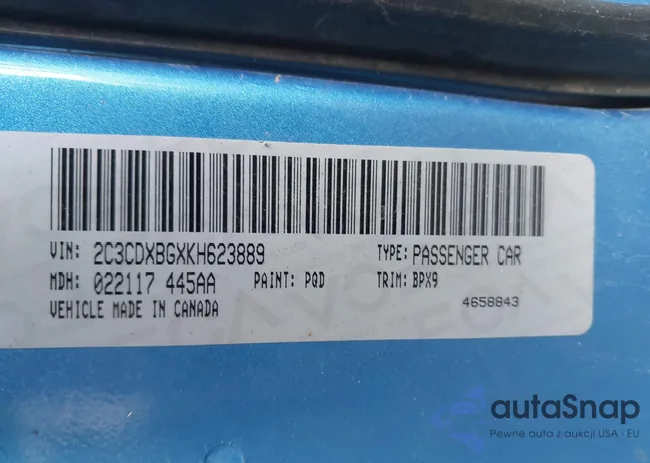 VIN: 2C3CDXBGXKH623889 TYPE: PASSENGER CAR
MDH: 022117 445AA PAINT: PQD TRIM: BPX9
VEHICLE MADE IN CANADA 4658843
autaSnap
Pewne auta z aukcji USA i EU